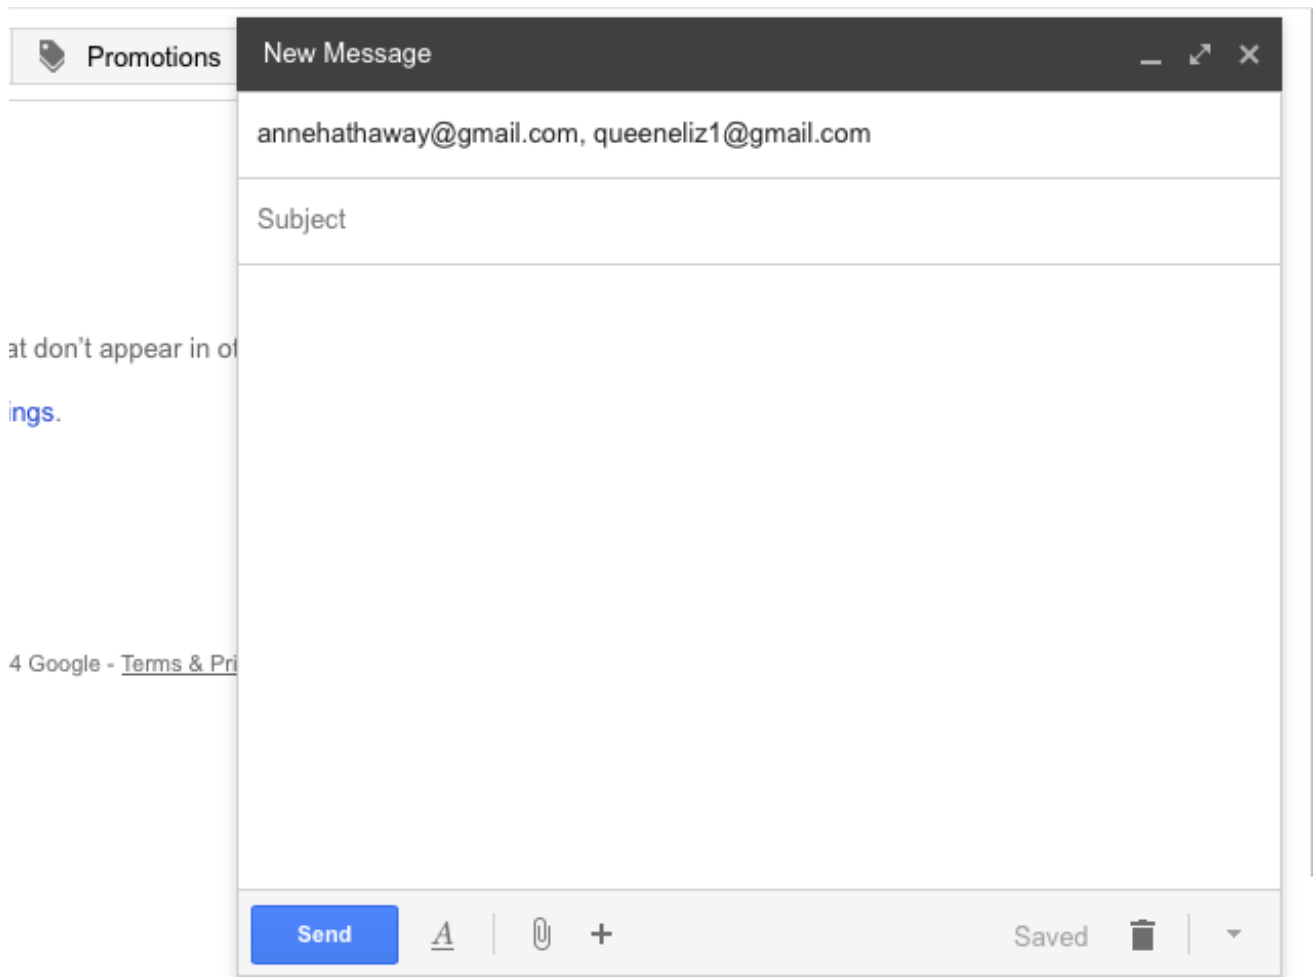 Promotions
New Message
annehathaway@gmail.com, queeneliz1@gmail.com
Subject
at don't appear in ot
ings.
4 Google - Terms & Pri
Send
A
Saved